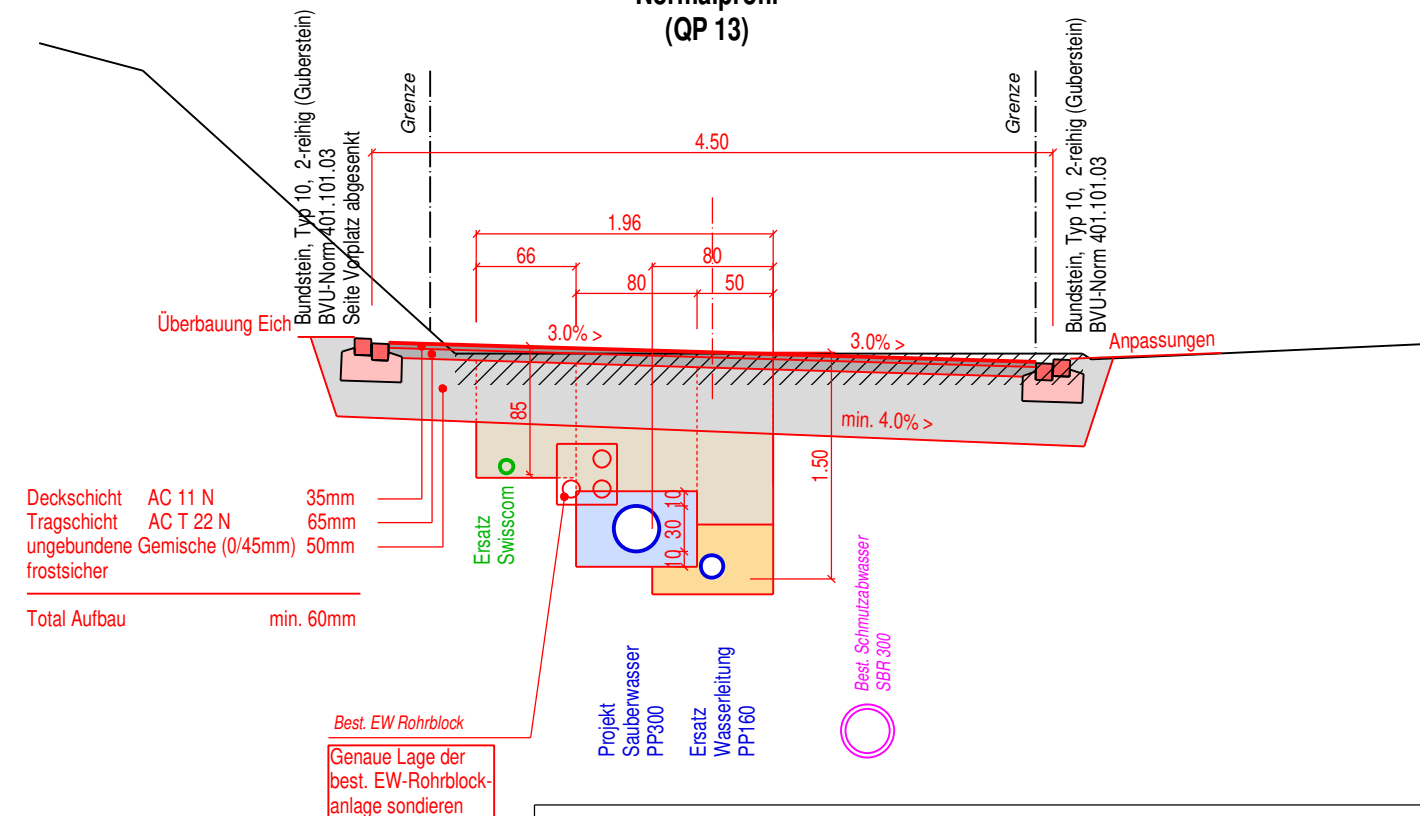 Normalprofil
(QP 13)
Bundstein, Typ 10, 2-reihig (Guberstein)
BVU-Norm 401.101.03
Seite Vorplatz abgesenkt
Grenze
Grenze
Bundstein, Typ 10, 2-reihig (Guberstein)
BVU-Norm 401.101.03
4.50
1.96
66
80
80
50
Überbauung Eich
3.0% >
3.0% >
Anpassungen
85
min. 4.0% >
1.50
10
30
10
Deckschicht AC 11 N 35mm
Tragschicht AC T 22 N 65mm
ungebundene Gemische (0/45mm) 50mm
frostsicher
Total Aufbau min. 60mm
Ersatz
Swisscom
Best. Schmutzabwasser
SBR 300
Projekt
Sauberwasser
PP300
Ersatz
Wasserleitung
PP160
Best. EW Rohrblock
Genaue Lage der
best. EW-Rohrblock-
anlage sondieren